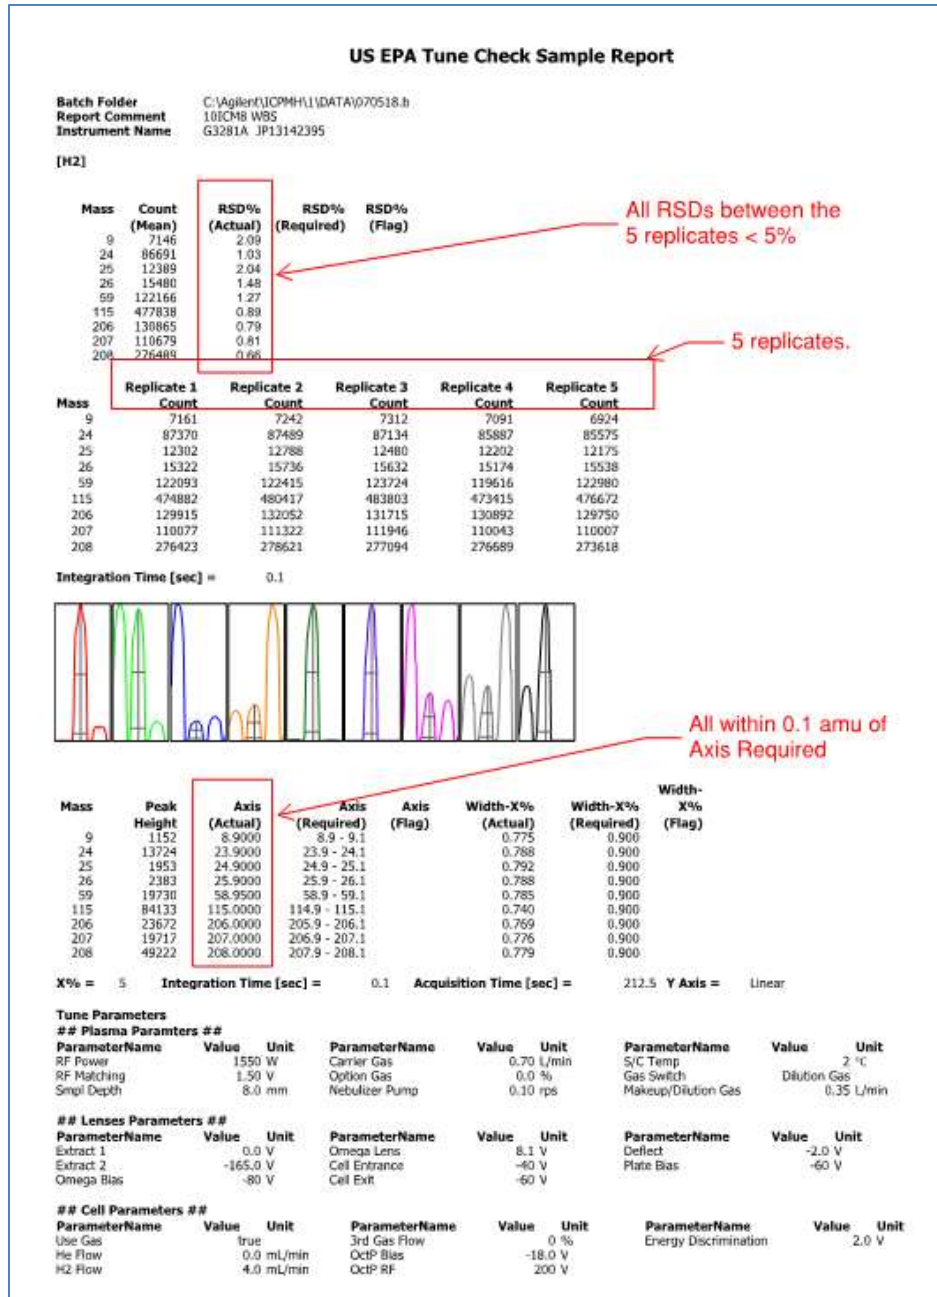 US EPA Tune Check Sample Report
Batch Folder C:\Agilent\ICPMH\1\DATA\070518.b
Report Comment 10ICM8 WBS
Instrument Name G3281A JP13142395
[H2]
Mass Count RSD% RSD% RSD%
(Mean) (Actual) (Required) (Flag)
9 7146 2.09
24 86691 1.03
25 12389 2.04
26 15480 1.48
59 122166 1.27
115 477838 0.89
206 130865 0.79
207 110679 0.81
208 276489 0.66
All RSDs between the
5 replicates < 5%
5 replicates.
Replicate 1 Replicate 2 Replicate 3 Replicate 4 Replicate 5
Mass Count Count Count Count Count
9 7161 7242 7312 7091 6924
24 87370 87489 87134 85887 85575
25 12302 12788 12480 12202 12175
26 15322 15736 15632 15174 15538
59 122093 122415 123724 119616 122980
115 474882 480417 483803 473415 476672
206 129915 132052 131715 130892 129750
207 110077 111322 111946 110043 110007
208 276423 278621 277094 276689 273618
Integration Time [sec] = 0.1
All within 0.1 amu of
Axis Required
Width-
Mass Peak Axis Axis Axis Width-X% Width-X% X%
Height (Actual) (Required) (Flag) (Actual) (Required) (Flag)
9 1152 8.9000 8.9 - 9.1 0.775 0.900
24 13724 23.9000 23.9 - 24.1 0.788 0.900
25 1953 24.9000 24.9 - 25.1 0.792 0.900
26 2383 25.9000 25.9 - 26.1 0.788 0.900
59 19730 58.9500 58.9 - 59.1 0.785 0.900
115 84133 115.0000 114.9 - 115.1 0.740 0.900
206 23672 206.0000 205.9 - 206.1 0.769 0.900
207 19717 207.0000 206.9 - 207.1 0.776 0.900
208 49222 208.0000 207.9 - 208.1 0.779 0.900
X% = 5 Integration Time [sec] = 0.1 Acquisition Time [sec] = 212.5 Y Axis = Linear
Tune Parameters
## Plasma Paramters ##
ParameterName Value Unit ParameterName Value Unit ParameterName Value Unit
RF Power 1550 W Carrier Gas 0.70 L/min S/C Temp 2 °C
RF Matching 1.50 V Option Gas 0.0 % Gas Switch Dilution Gas
Smpl Depth 8.0 mm Nebulizer Pump 0.10 rps Makeup/Dilution Gas 0.35 L/min
## Lenses Parameters ##
ParameterName Value Unit ParameterName Value Unit ParameterName Value Unit
Extract 1 0.0 V Omega Lens 8.1 V Deflect -2.0 V
Extract 2 -165.0 V Cell Entrance -40 V Plate Bias -60 V
Omega Bias -80 V Cell Exit -60 V
## Cell Parameters ##
ParameterName Value Unit ParameterName Value Unit ParameterName Value Unit
Use Gas true 3rd Gas Flow 0 % Energy Discrimination 2.0 V
He Flow 0.0 mL/min OctP Bias -18.0 V
H2 Flow 4.0 mL/min OctP RF 200 V